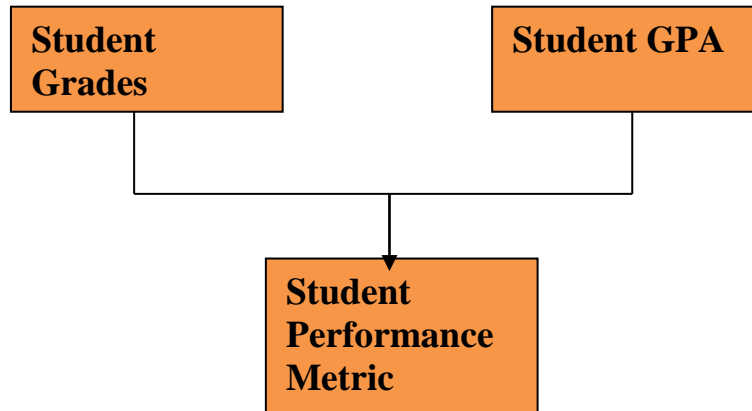 Student
Grades
Student GPA
Student
Performance
Metric